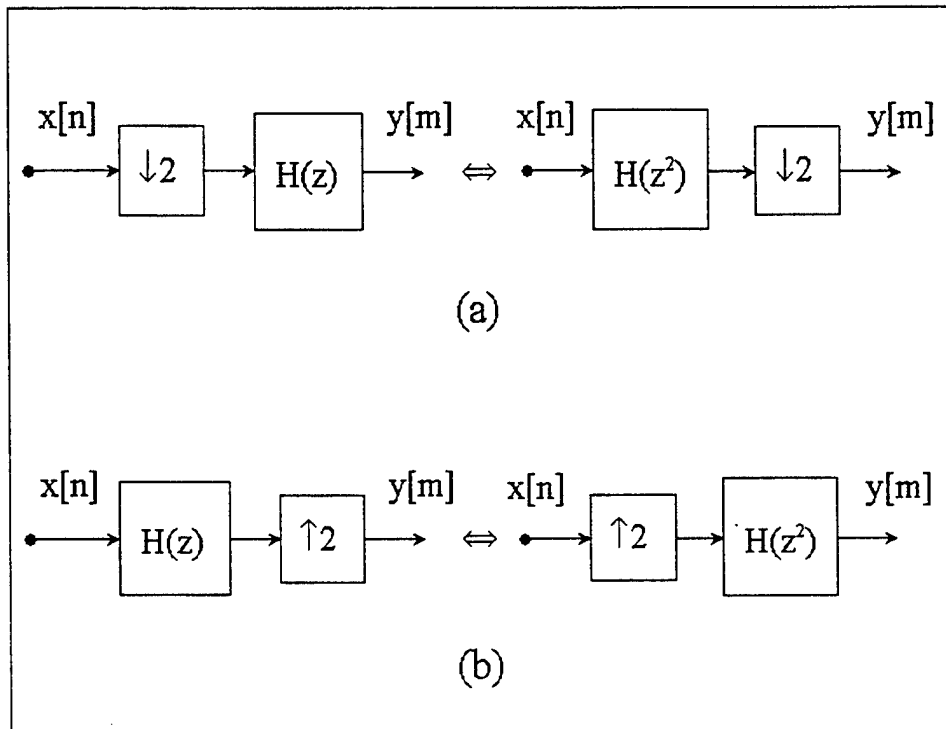 x[n] y[m] x[n] y[m]
↓2 H(z) ⇔ H(z²) ↓2
(a)
x[n] y[m] x[n] y[m]
H(z) ↑2 ⇔ ↑2 H(z²)
(b)